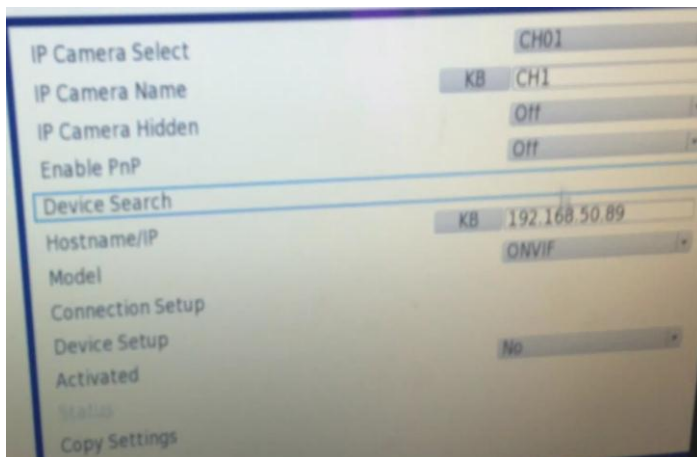 IP Camera Select CH01
IP Camera Name KB CH1
IP Camera Hidden Off
Enable PnP Off
Device Search
Hostname/IP KB 192.168.50.89
Model ONVIF
Connection Setup
Device Setup
Activated No
Status
Copy Settings